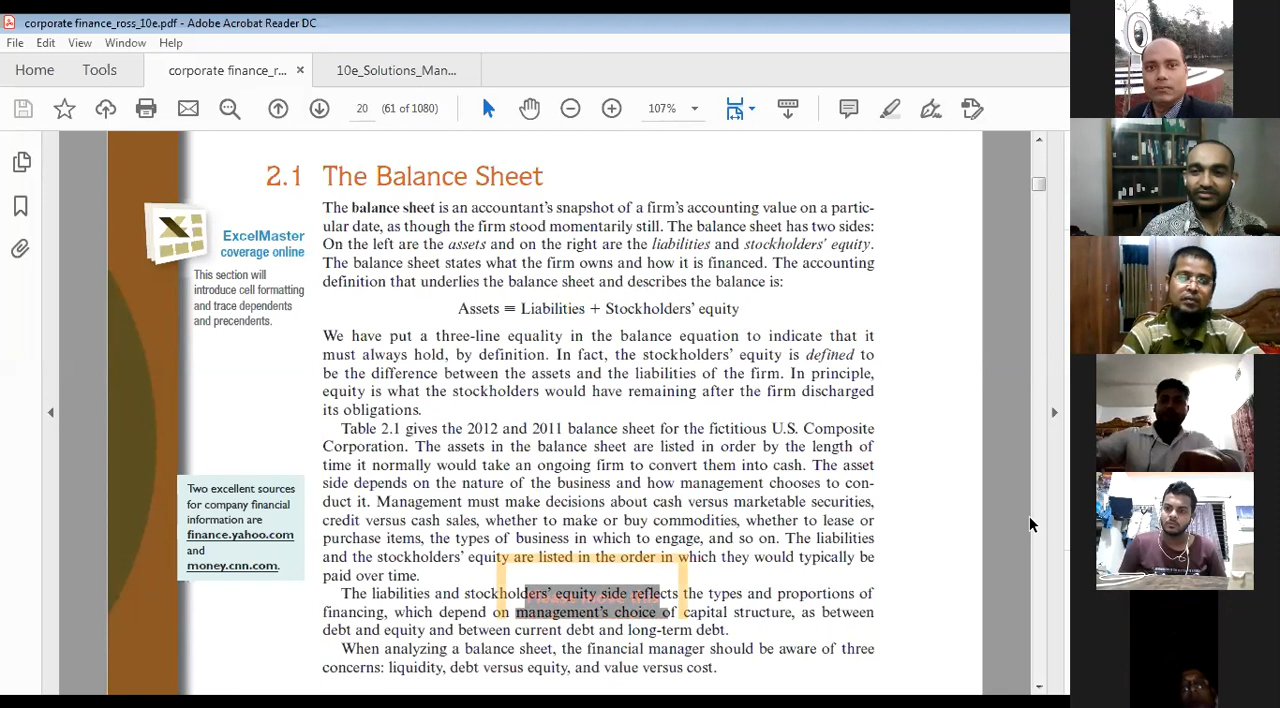 corporate finance_ross_10e.pdf - Adobe Acrobat Reader DC
File Edit View Window Help
Home Tools corporate finance_r... × 10e_Solutions_Man...
20 (61 of 1080) 107%
2.1 The Balance Sheet
ExcelMaster
coverage online
This section will
introduce cell formatting
and trace dependents
and precendents.
The balance sheet is an accountant's snapshot of a firm's accounting value on a partic-
ular date, as though the firm stood momentarily still. The balance sheet has two sides:
On the left are the assets and on the right are the liabilities and stockholders' equity.
The balance sheet states what the firm owns and how it is financed. The accounting
definition that underlies the balance sheet and describes the balance is:
Assets ≡ Liabilities + Stockholders' equity
We have put a three-line equality in the balance equation to indicate that it
must always hold, by definition. In fact, the stockholders' equity is defined to
be the difference between the assets and the liabilities of the firm. In principle,
equity is what the stockholders would have remaining after the firm discharged
its obligations.
Table 2.1 gives the 2012 and 2011 balance sheet for the fictitious U.S. Composite
Corporation. The assets in the balance sheet are listed in order by the length of
time it normally would take an ongoing firm to convert them into cash. The asset
side depends on the nature of the business and how management chooses to con-
duct it. Management must make decisions about cash versus marketable securities,
credit versus cash sales, whether to make or buy commodities, whether to lease or
purchase items, the types of business in which to engage, and so on. The liabilities
and the stockholders' equity are listed in the order in which they would typically be
paid over time.
The liabilities and stockholders' equity side reflects the types and proportions of
financing, which depend on management's choice of capital structure, as between
debt and equity and between current debt and long-term debt.
When analyzing a balance sheet, the financial manager should be aware of three
concerns: liquidity, debt versus equity, and value versus cost.
Two excellent sources
for company financial
information are
finance.yahoo.com
and
money.cnn.com.